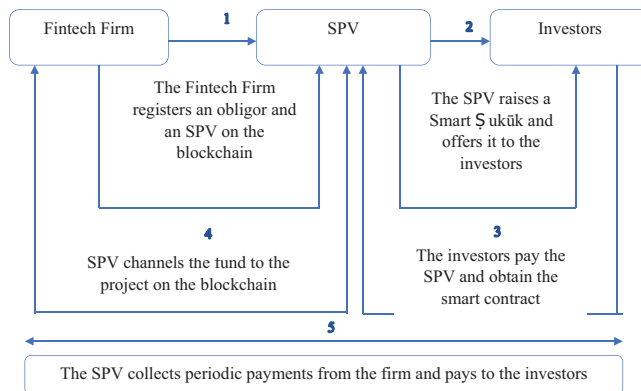 Fintech Firm
1
SPV
2
Investors
The Fintech Firm
registers an obligor and
an SPV on the
blockchain
The SPV raises a
Smart Ṣ ukūk and
offers it to the
investors
4
SPV channels the tund to the
project on the blockchain
3
The investors pay the
SPV and obtain the
smart contract
5
The SPV collects periodic payments from the firm and pays to the investors